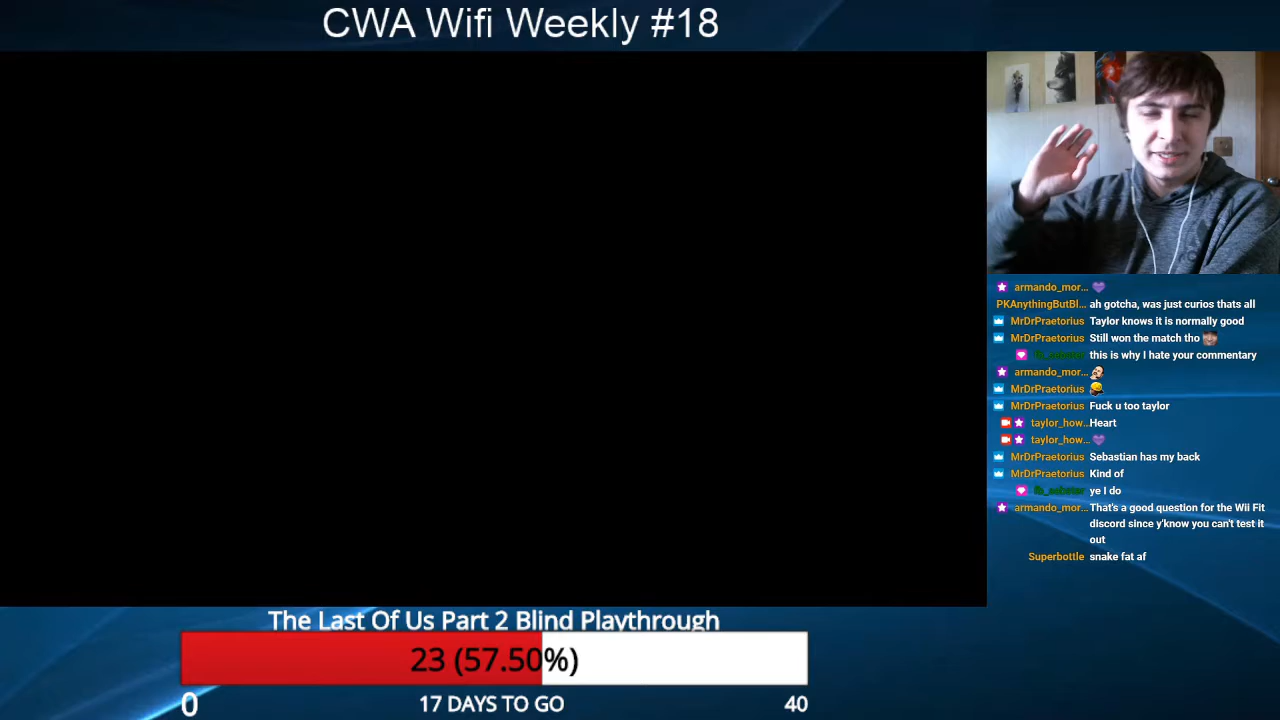 CWA Wifi Weekly #18
armando_mor...
PKAnythingButBl... ah gotcha, was just curios thats all
MrDrPraetorius Taylor knows it is normally good
MrDrPraetorius Still won the match tho
this is why I hate your commentary
armando_mor...
MrDrPraetorius
MrDrPraetorius Fuck u too taylor
taylor_how... Heart
taylor_how...
MrDrPraetorius Sebastian has my back
MrDrPraetorius Kind of
ye I do
armando_mor... That's a good question for the Wii Fit
discord since y'know you can't test it
out
Superbottle snake fat af
The Last Of Us Part 2 Blind Playthrough
23 (57.50%)
0 17 DAYS TO GO 40